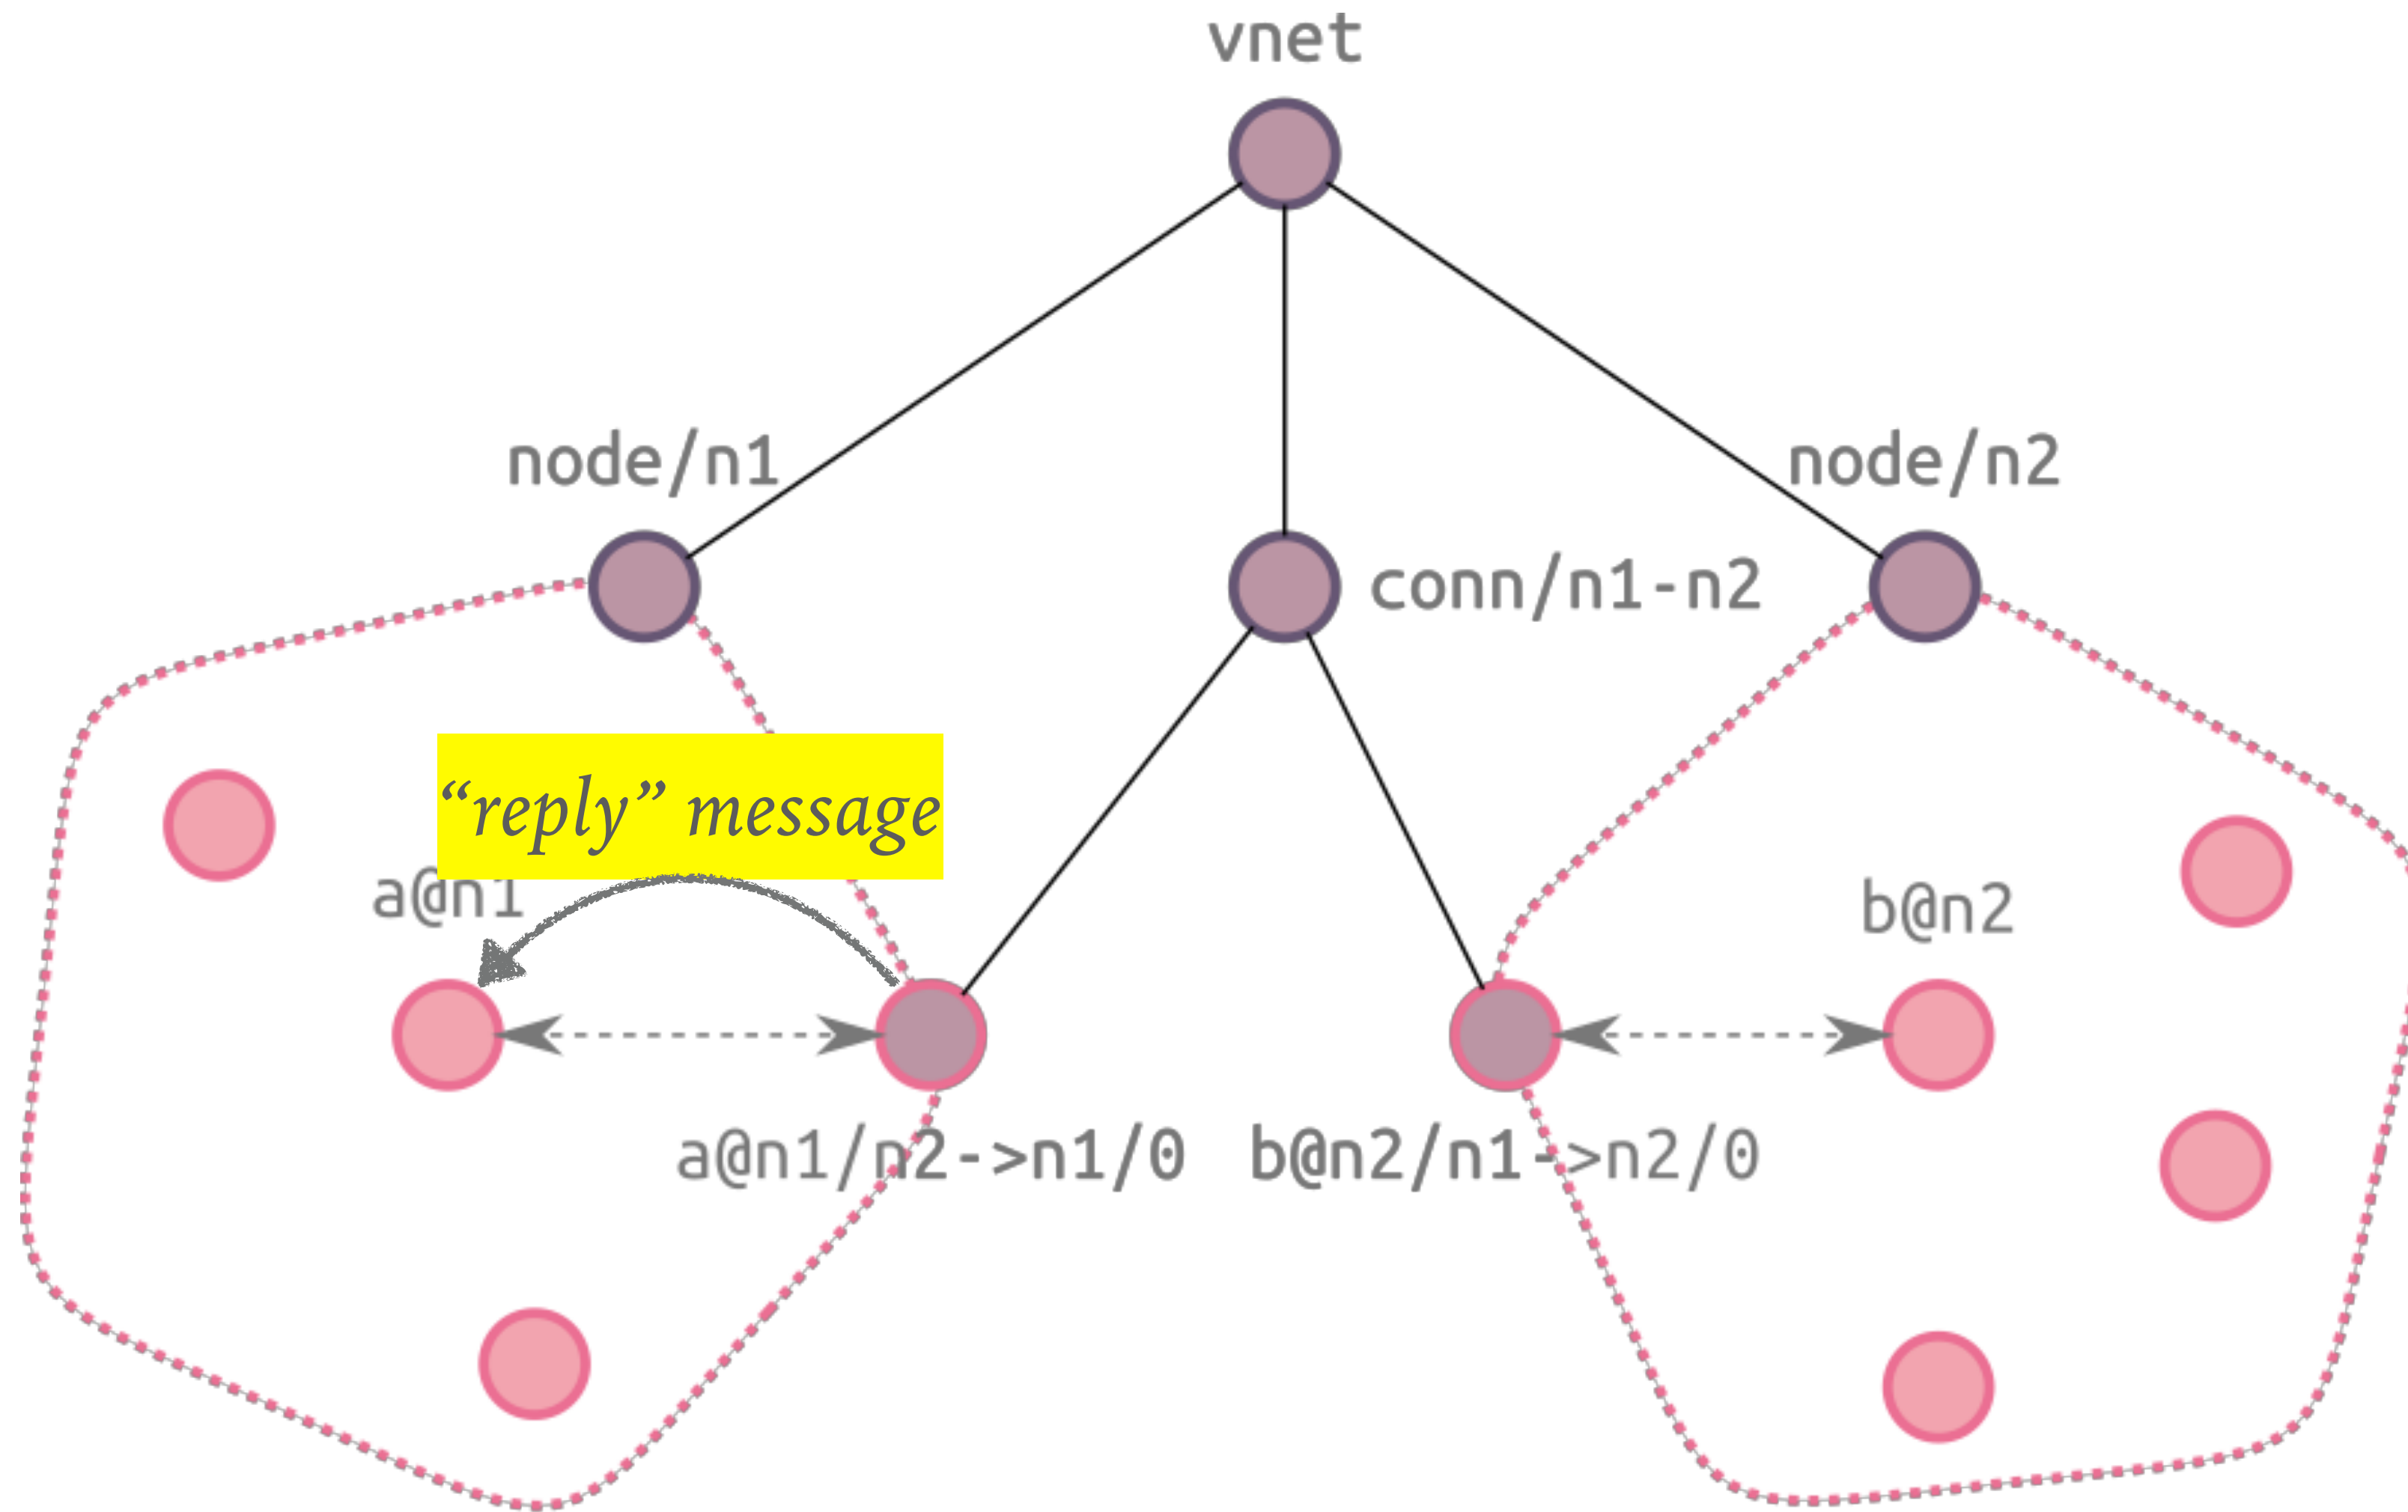 vnet
node/n1
node/n2
conn/n1-n2
“reply” message
a@n1
b@n2
a@n1/n2->n1/0
b@n2/n1->n2/0